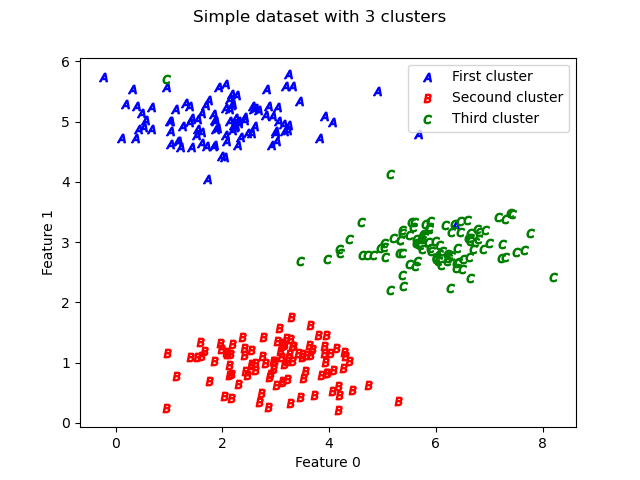 Simple dataset with 3 clusters
Feature 1
6
5
4
3
2
1
0
A First cluster
B Secound cluster
C Third cluster
0 2 4 6 8
Feature 0